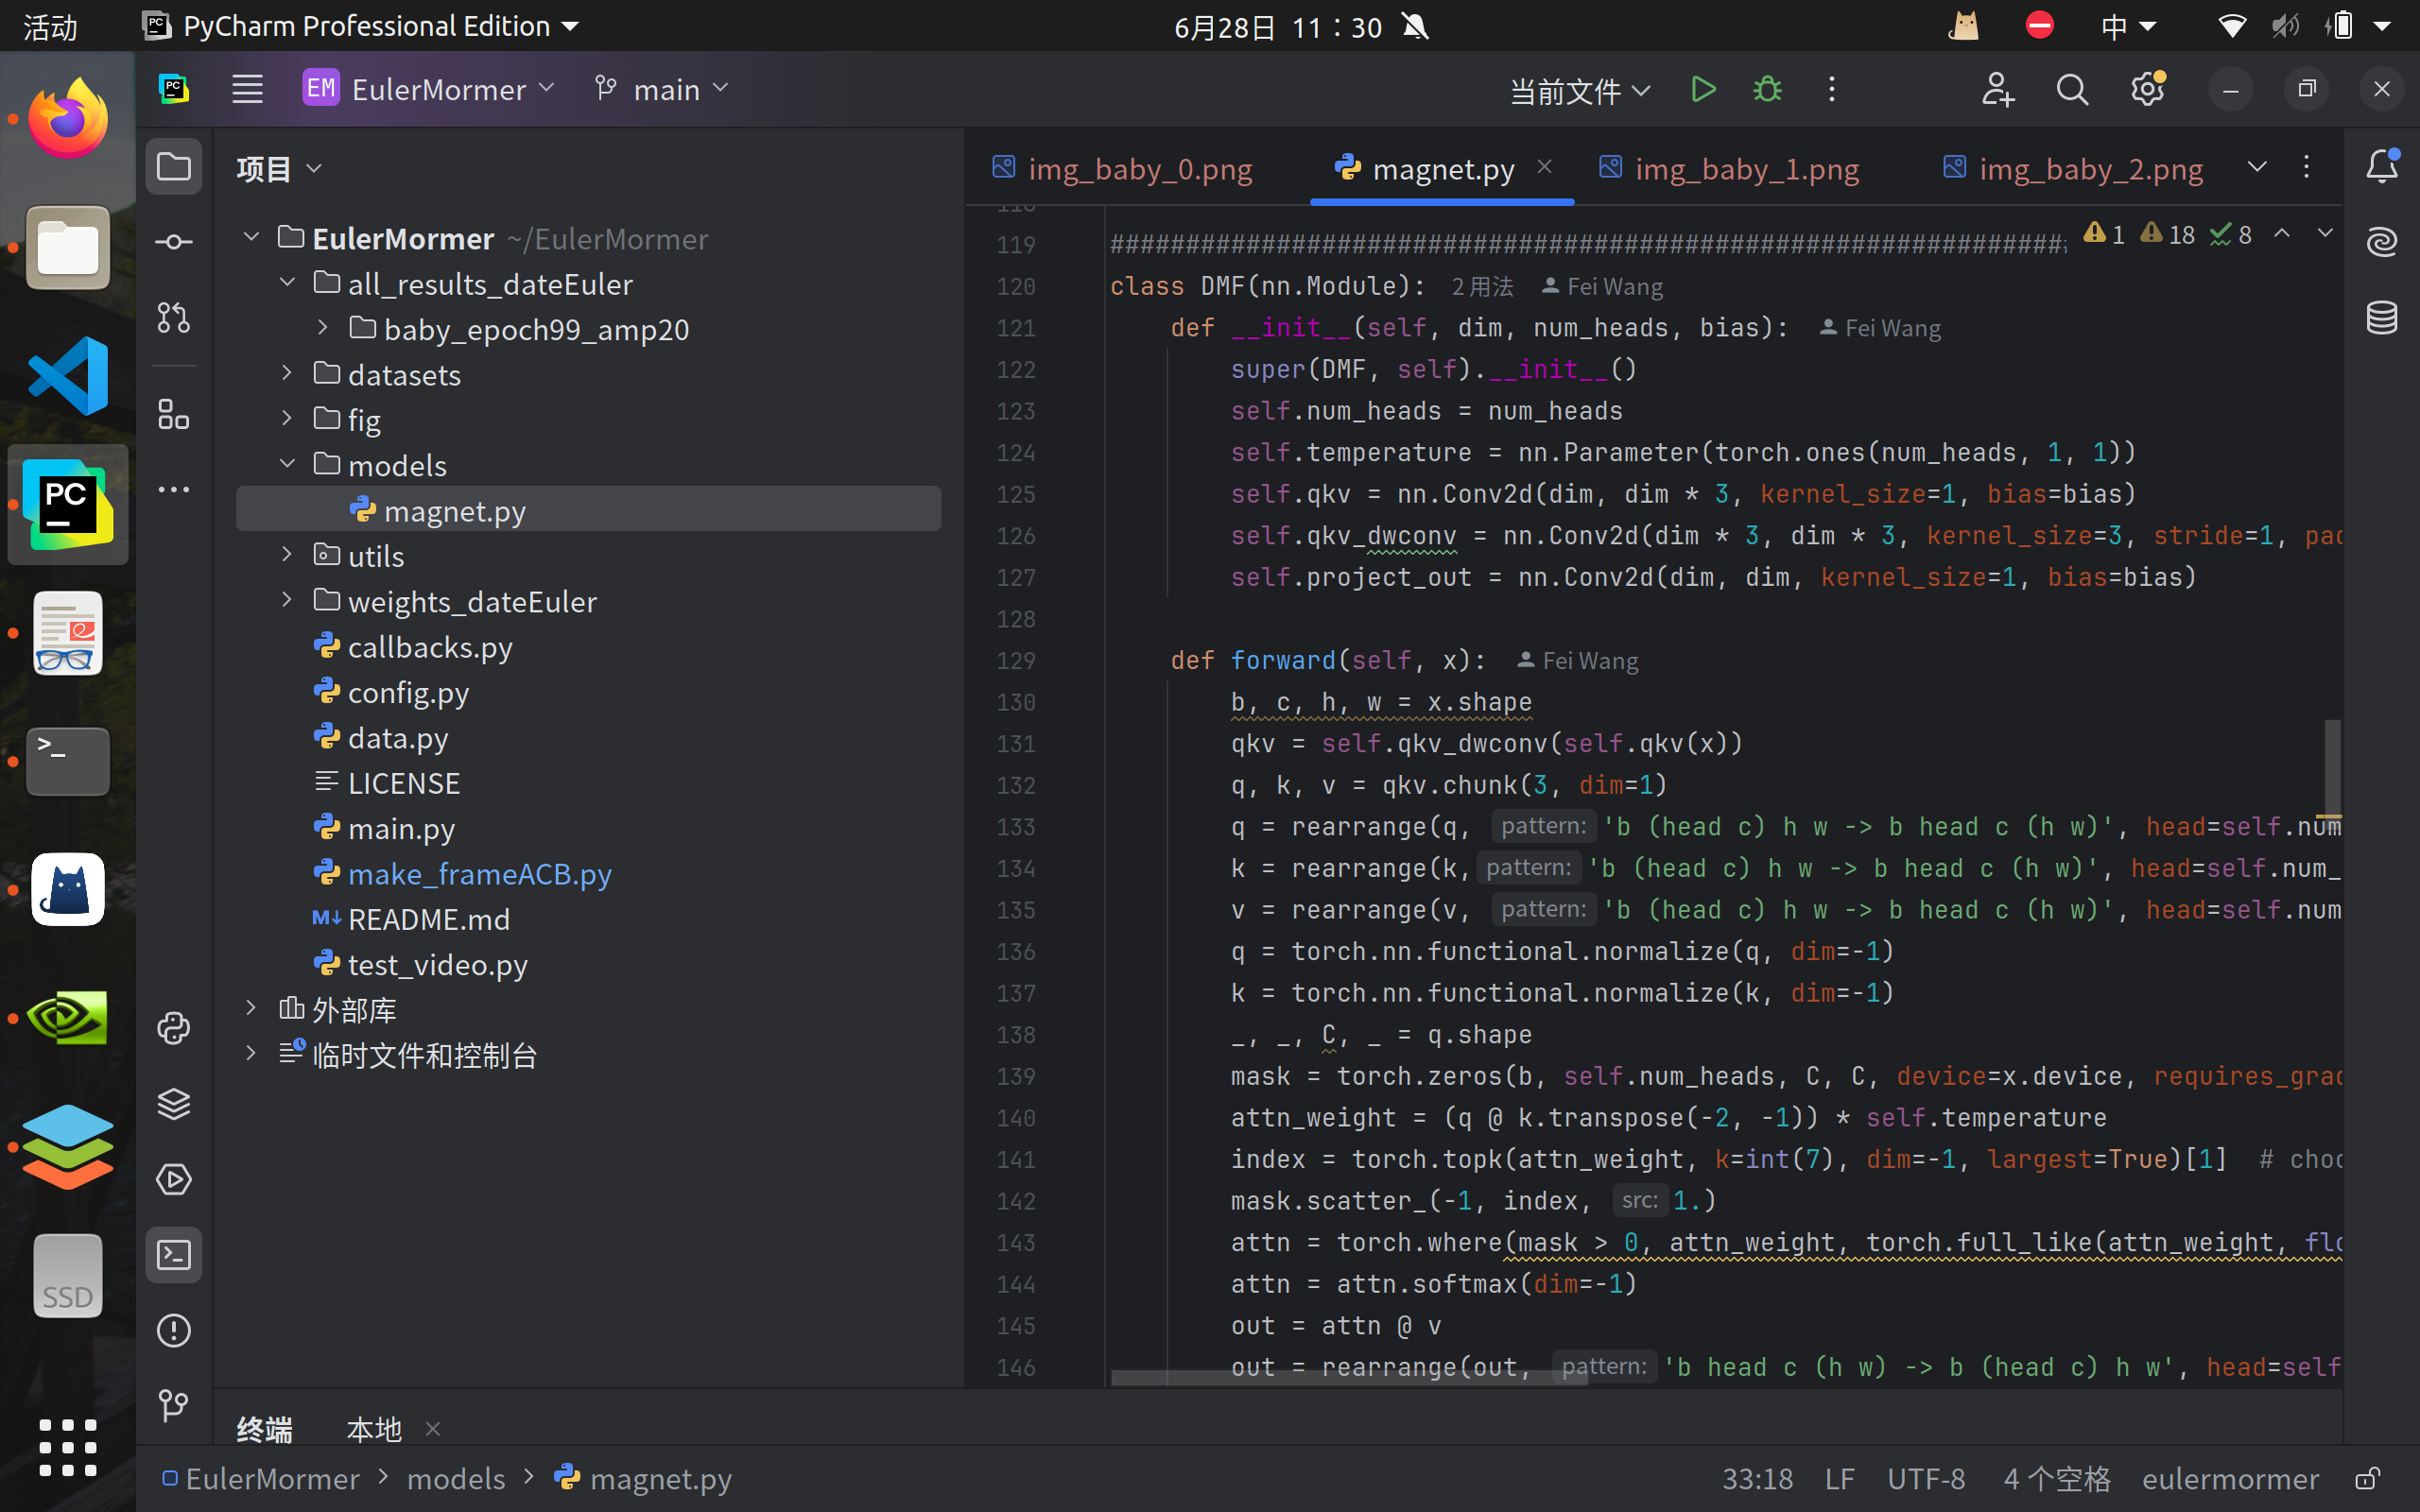 活动 PyCharm Professional Edition 6月28日 11：30 中
EM EulerMormer main 当前文件
项目
EulerMormer ~/EulerMormer
all_results_dateEuler
baby_epoch99_amp20
datasets
fig
models
magnet.py
utils
weights_dateEuler
callbacks.py
config.py
data.py
LICENSE
main.py
make_frameACB.py
README.md
test_video.py
外部库
临时文件和控制台
img_baby_0.png magnet.py img_baby_1.png img_baby_2.png
1 18 8
119 ###############################################################
120 class DMF(nn.Module): 2 用法 Fei Wang
121 def __init__(self, dim, num_heads, bias): Fei Wang
122 super(DMF, self).__init__()
123 self.num_heads = num_heads
124 self.temperature = nn.Parameter(torch.ones(num_heads, 1, 1))
125 self.qkv = nn.Conv2d(dim, dim * 3, kernel_size=1, bias=bias)
126 self.qkv_dwconv = nn.Conv2d(dim * 3, dim * 3, kernel_size=3, stride=1, pad
127 self.project_out = nn.Conv2d(dim, dim, kernel_size=1, bias=bias)
128
129 def forward(self, x): Fei Wang
130 b, c, h, w = x.shape
131 qkv = self.qkv_dwconv(self.qkv(x))
132 q, k, v = qkv.chunk(3, dim=1)
133 q = rearrange(q, pattern: 'b (head c) h w -> b head c (h w)', head=self.num
134 k = rearrange(k, pattern: 'b (head c) h w -> b head c (h w)', head=self.num_
135 v = rearrange(v, pattern: 'b (head c) h w -> b head c (h w)', head=self.num
136 q = torch.nn.functional.normalize(q, dim=-1)
137 k = torch.nn.functional.normalize(k, dim=-1)
138 _, _, C, _ = q.shape
139 mask = torch.zeros(b, self.num_heads, C, C, device=x.device, requires_grad
140 attn_weight = (q @ k.transpose(-2, -1)) * self.temperature
141 index = torch.topk(attn_weight, k=int(7), dim=-1, largest=True)[1] # choo
142 mask.scatter_(-1, index, src: 1.)
143 attn = torch.where(mask > 0, attn_weight, torch.full_like(attn_weight, flo
144 attn = attn.softmax(dim=-1)
145 out = attn @ v
146 out = rearrange(out, pattern: 'b head c (h w) -> b (head c) h w', head=self
终端 本地
EulerMormer models magnet.py 33:18 LF UTF-8 4 个空格 eulermormer
PC
SSD